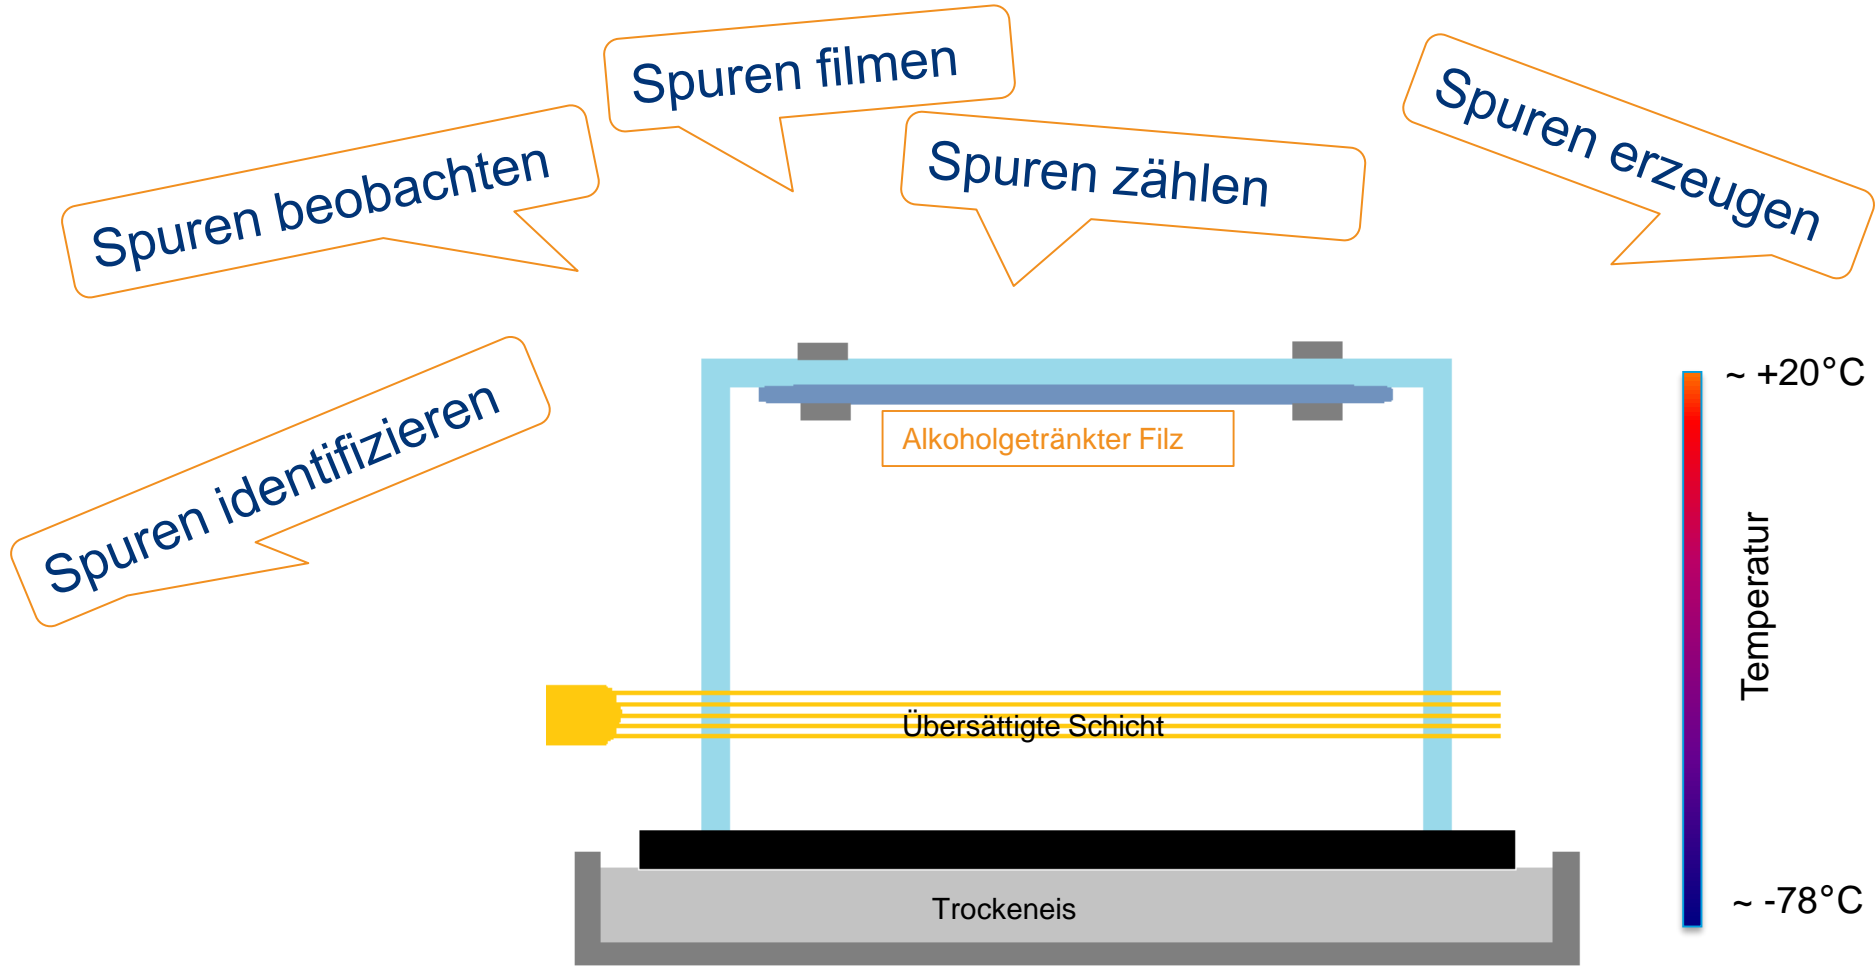 Spuren filmen
Spuren erzeugen
Spuren zählen
Spuren beobachten
Spuren identifizieren
~ +20°C
Alkoholgetränkter Filz
Temperatur
Übersättigte Schicht
~ -78°C
Trockeneis